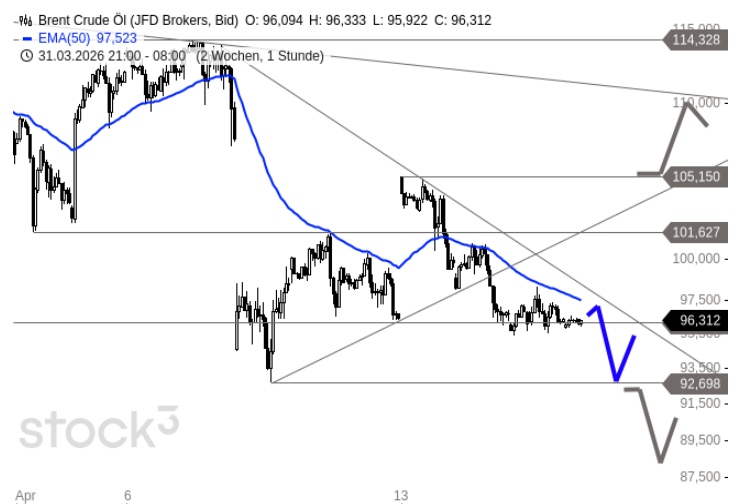 Brent Crude Öl (JFD Brokers, Bid) O: 96,094 H: 96,333 L: 95,922 C: 96,312
EMA(50) 97,523
31.03.2026 21:00 - 08:00 (2 Wochen, 1 Stunde)
115,000
114,328
110,000
105,150
101,627
100,000
97,500
96,312
93,500
92,698
91,500
89,500
87,500
stock3
Apr 6 13